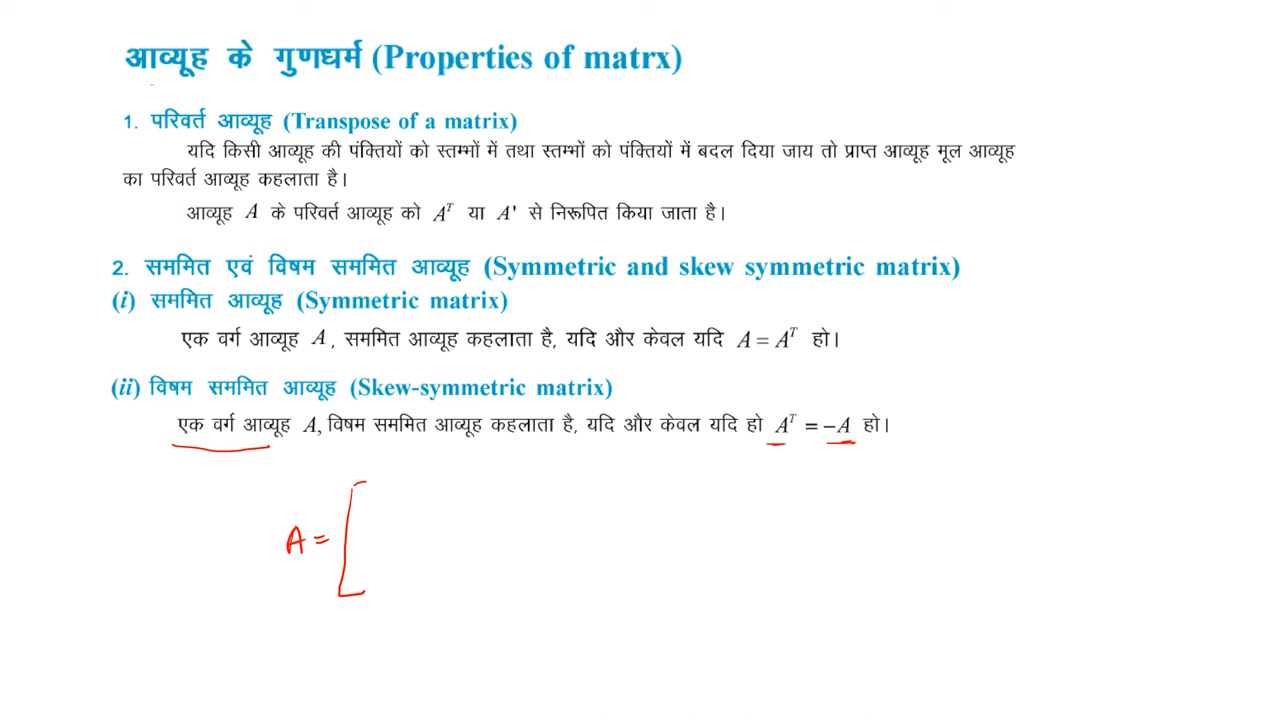 आव्यूह के गुणधर्म (Properties of matrx)
1. परिवर्त आव्यूह (Transpose of a matrix)
यदि किसी आव्यूह की पंक्तियों को स्तम्भों में तथा स्तम्भों को पंक्तियों में बदल दिया जाय तो प्राप्त आव्यूह मूल आव्यूह
का परिवर्त आव्यूह कहलाता है।
आव्यूह A के परिवर्त आव्यूह को Aᵀ या A' से निरूपित किया जाता है।
2. सममित एवं विषम सममित आव्यूह (Symmetric and skew symmetric matrix)
(i) सममित आव्यूह (Symmetric matrix)
एक वर्ग आव्यूह A, सममित आव्यूह कहलाता है, यदि और केवल यदि A = Aᵀ हो।
(ii) विषम सममित आव्यूह (Skew-symmetric matrix)
एक वर्ग आव्यूह A, विषम सममित आव्यूह कहलाता है, यदि और केवल यदि हो Aᵀ = –A हो।
A = [